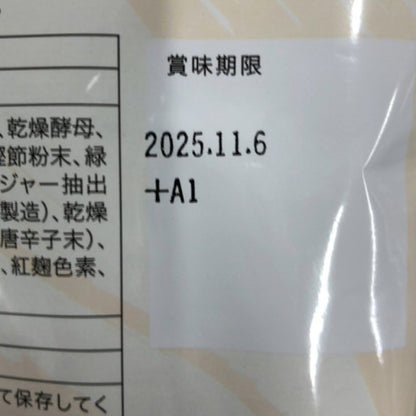 賞味期限
2025.11.6
+A1
、乾燥酵母、
節粉末、緑
ジャー抽出
製造)、乾燥
唐辛子末)、
、紅麹色素、
て保存してく